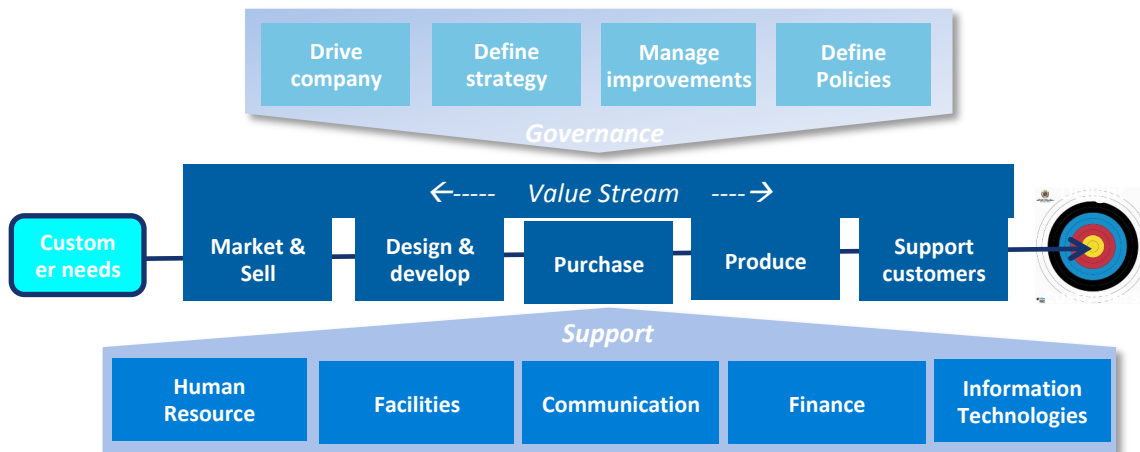 Drive
company
Define
strategy
Manage
improvements
Define
Policies
Governance
←----- Value Stream ----→
Custom
er needs
Market &
Sell
Design &
develop
Purchase
Produce
Support
customers
Support
Human
Resource
Facilities
Communication
Finance
Information
Technologies